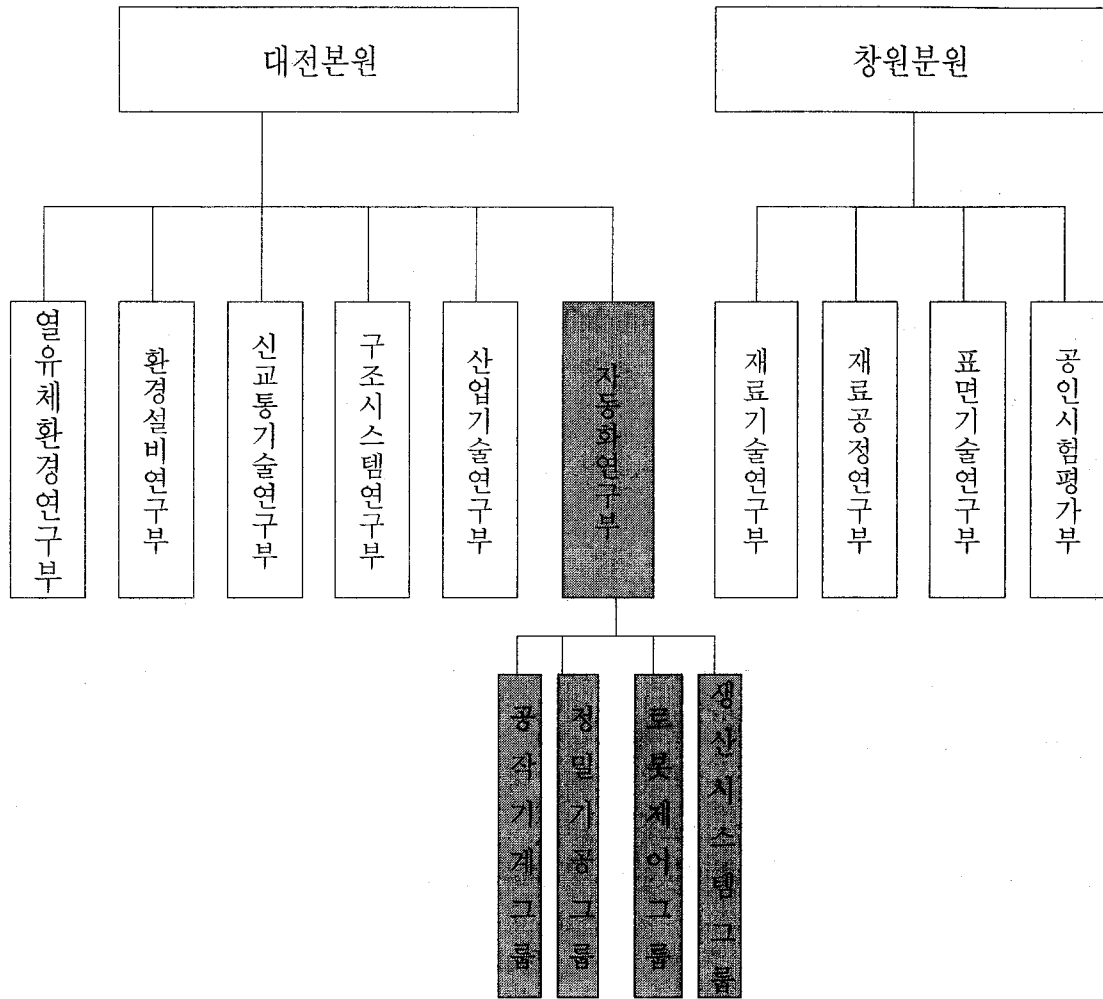 대전본원
창원분원
열유체환경연구부
환경설비연구부
신교통기술연구부
구조시스템연구부
산업기술연구부
자동화연구부
재료기술연구부
재료공정연구부
표면기술연구부
공인시험평가부
공작기계그룹
정밀가공그룹
로봇제어그룹
생산시스템그룹